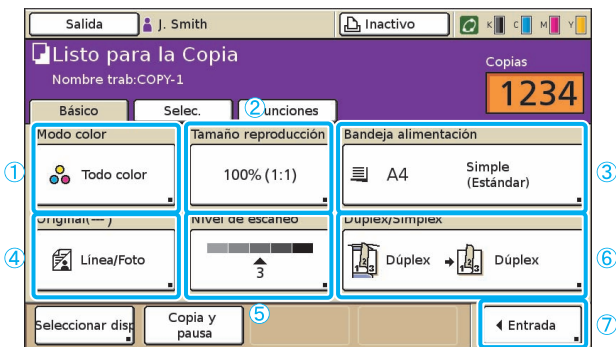 Salida
J. Smith
Inactivo
K C M Y
Listo para la Copia
Nombre trab:COPY-1
Copias
1234
Básico
Selec.
②
unciones
Modo color
Tamaño reproducción
Bandeja alimentación
①
Todo color
100% (1:1)
A4
Simple
(Estándar)
③
Original(— )
Nivel de escaneo
Dúplex/Símplex
④
Línea/Foto
3
Dúplex
Dúplex
⑥
Seleccionar disp
Copia y
pausa
⑤
Entrada
⑦